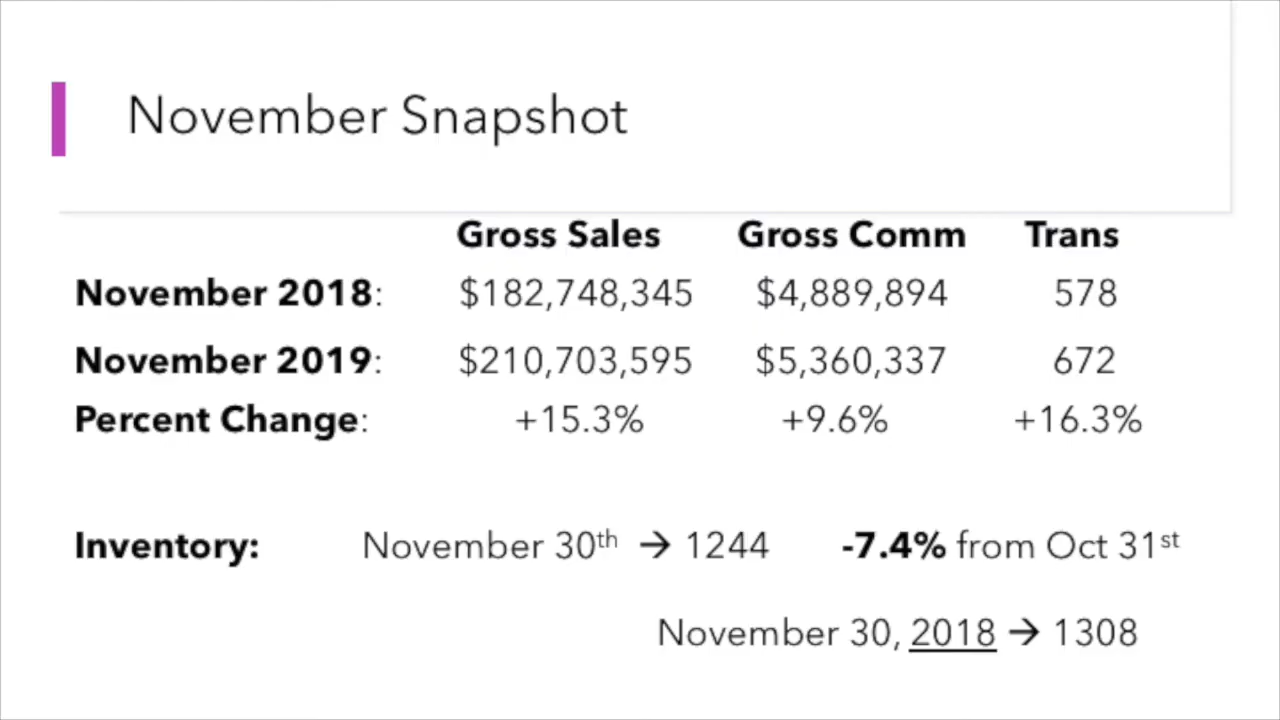 November Snapshot
Gross Sales Gross Comm Trans
November 2018: $182,748,345 $4,889,894 578
November 2019: $210,703,595 $5,360,337 672
Percent Change: +15.3% +9.6% +16.3%
Inventory: November 30th → 1244 -7.4% from Oct 31st
November 30, 2018 → 1308